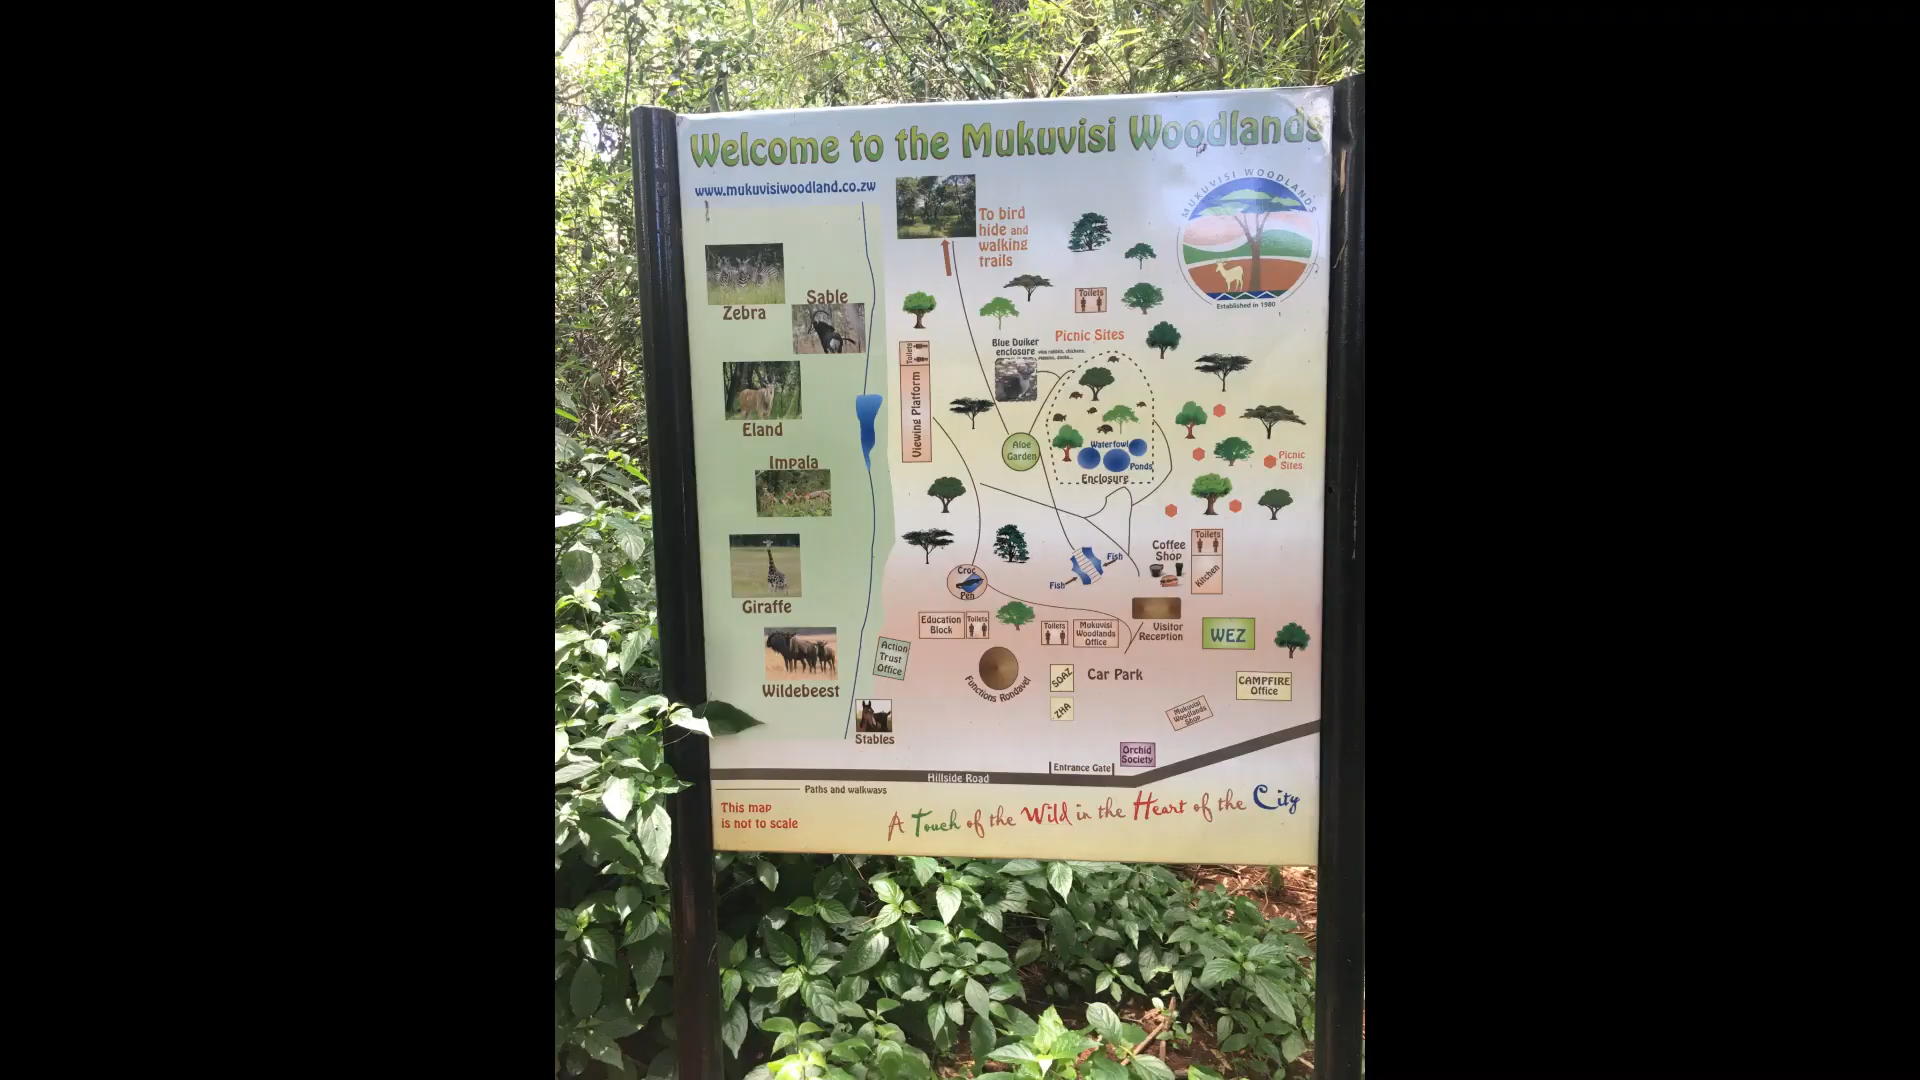 Welcome to the Mukuvisi Woodlands
www.mukuvisiwoodland.co.zw
MUKUVISI WOODLANDS
Established in 1980
To bird
hide and
walking
trails
Zebra
Sable
Eland
Impala
Giraffe
Wildebeest
Toilets
Picnic Sites
Blue Duiker
enclosure
Toilets
Viewing Platform
Aloe
Garden
Waterfowl
Ponds
Enclosure
Picnic
Sites
Croc
Pen
Fish
Fish
Coffee
Shop
Toilets
Kitchen
Education
Block
Toilets
Toilets
Mukuvisi
Woodlands
Office
Visitor
Reception
WEZ
Action
Trust
Office
Functions Rondavel
SOAZ
Car Park
CAMPFIRE
Office
ZHA
Mukuvisi
Woodlands
Shop
Stables
Orchid
Society
Entrance Gate
Hillside Road
Paths and walkways
This map
is not to scale
A Touch of the Wild in the Heart of the City